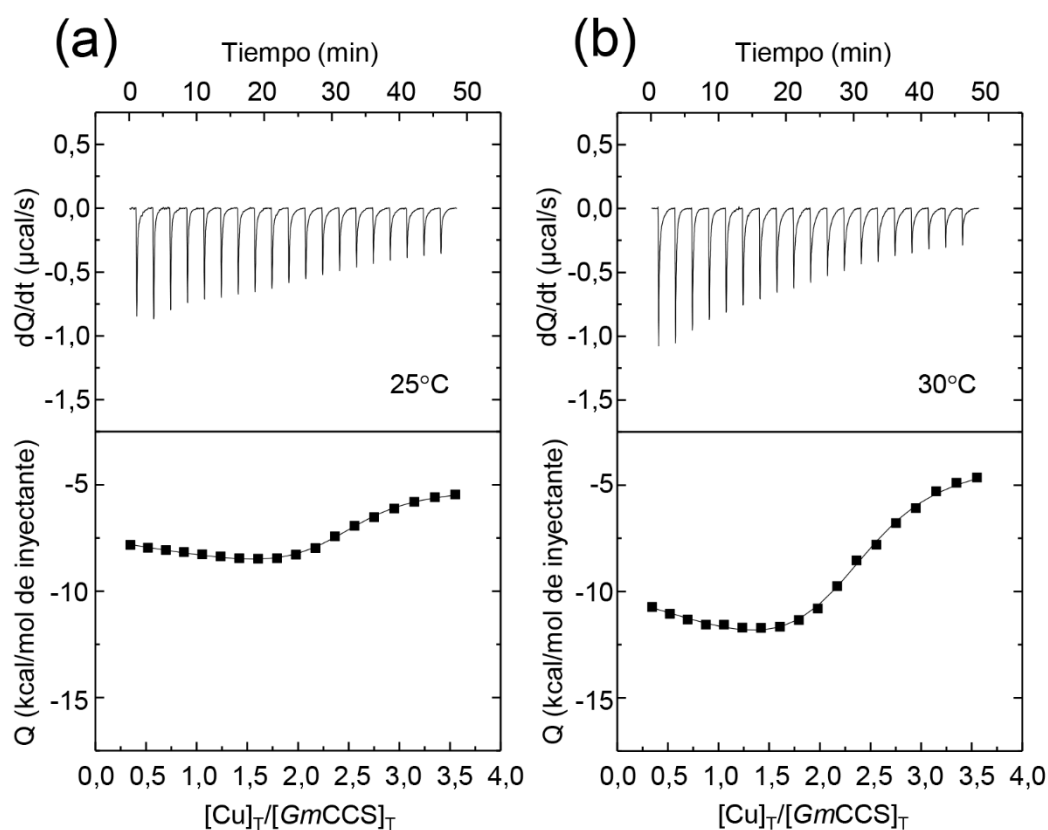 (a)
Tiempo (min)
0 10 20 30 40 50
0,5
0,0
-0,5
-1,0
-1,5
dQ/dt (µcal/s)
25°C
-5
-10
-15
Q (kcal/mol de inyectante)
0,0 0,5 1,0 1,5 2,0 2,5 3,0 3,5 4,0
[Cu]T/[GmCCS]T
(b)
Tiempo (min)
0 10 20 30 40 50
0,5
0,0
-0,5
-1,0
-1,5
dQ/dt (µcal/s)
30°C
-5
-10
-15
Q (kcal/mol de inyectante)
0,0 0,5 1,0 1,5 2,0 2,5 3,0 3,5 4,0
[Cu]T/[GmCCS]T